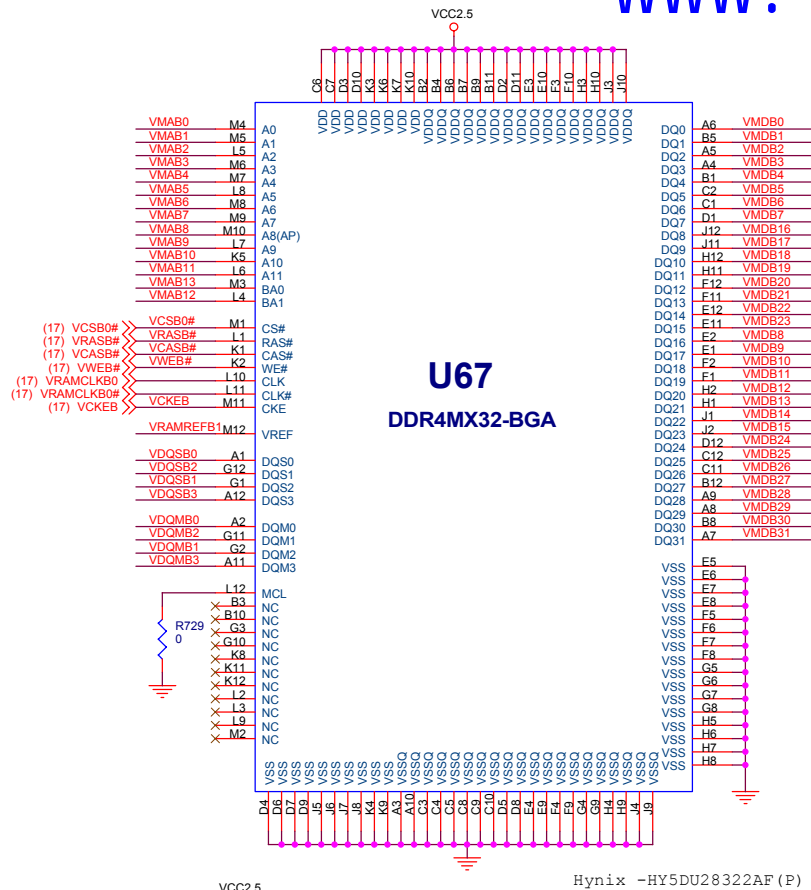 www.
VCC2.5
C6 C7 D3 D10 K3 K6 K7 K10 B2 B4 B6 B7 B9 B11 D2 D11 E3 E10 F3 F10 H3 H10 J3 J10
VDD VDD VDD VDD VDD VDD VDD VDD VDDQ VDDQ VDDQ VDDQ VDDQ VDDQ VDDQ VDDQ VDDQ VDDQ VDDQ VDDQ VDDQ VDDQ VDDQ VDDQ
VMAB0 M4 A0
VMAB1 M5 A1
VMAB2 L5 A2
VMAB3 M6 A3
VMAB4 M7 A4
VMAB5 L8 A5
VMAB6 M8 A6
VMAB7 M9 A7
VMAB8 M10 A8(AP)
VMAB9 L7 A9
VMAB10 K5 A10
VMAB11 L6 A11
VMAB13 M3 BA0
VMAB12 L4 BA1
(17) VCSB0# VCSB0# M1 CS#
(17) VRASB# VRASB# L1 RAS#
(17) VCASB# VCASB# K1 CAS#
(17) VWEB# VWEB# K2 WE#
(17) VRAMCLKB0 L10 CLK
(17) VRAMCLKB0# L11 CLK#
(17) VCKEB VCKEB M11 CKE
VRAMREFB1 M12 VREF
VDQSB0 A1 DQS0
VDQSB2 G12 DQS1
VDQSB1 G1 DQS2
VDQSB3 A12 DQS3
VDQMB0 A2 DQM0
VDQMB2 G11 DQM1
VDQMB1 G2 DQM2
VDQMB3 A11 DQM3
L12 MCL
B3 NC
B10 NC
G3 NC
G10 NC
K8 NC
K11 NC
K12 NC
L2 NC
L3 NC
L9 NC
M2 NC
R729
0
U67
DDR4MX32-BGA
DQ0 A6 VMDB0
DQ1 B5 VMDB1
DQ2 A5 VMDB2
DQ3 A4 VMDB3
DQ4 B1 VMDB4
DQ5 C2 VMDB5
DQ6 C1 VMDB6
DQ7 D1 VMDB7
DQ8 J12 VMDB16
DQ9 J11 VMDB17
DQ10 H12 VMDB18
DQ11 H11 VMDB19
DQ12 F12 VMDB20
DQ13 F11 VMDB21
DQ14 E12 VMDB22
DQ15 E11 VMDB23
DQ16 E2 VMDB8
DQ17 E1 VMDB9
DQ18 F2 VMDB10
DQ19 F1 VMDB11
DQ20 H2 VMDB12
DQ21 H1 VMDB13
DQ22 J1 VMDB14
DQ23 J2 VMDB15
DQ24 D12 VMDB24
DQ25 C12 VMDB25
DQ26 C11 VMDB26
DQ27 B12 VMDB27
DQ28 A9 VMDB28
DQ29 A8 VMDB29
DQ30 B8 VMDB30
DQ31 A7 VMDB31
VSS E5
VSS E6
VSS E7
VSS E8
VSS F5
VSS F6
VSS F7
VSS F8
VSS G5
VSS G6
VSS G7
VSS G8
VSS H5
VSS H6
VSS H7
VSS H8
VSS VSS VSS VSS VSS VSS VSS VSS VSS VSS VSSQ VSSQ VSSQ VSSQ VSSQ VSSQ VSSQ VSSQ VSSQ VSSQ VSSQ VSSQ VSSQ VSSQ VSSQ VSSQ VSSQ VSSQ VSSQ VSSQ
D4 D6 D7 D9 J5 J6 J7 J8 K4 K9 A3 A10 C3 C4 C5 C8 C9 C10 D5 D8 E4 E9 F4 F9 G4 G9 H4 H9 J4 J9
VCC2.5
Hynix -HY5DU28322AF(P)